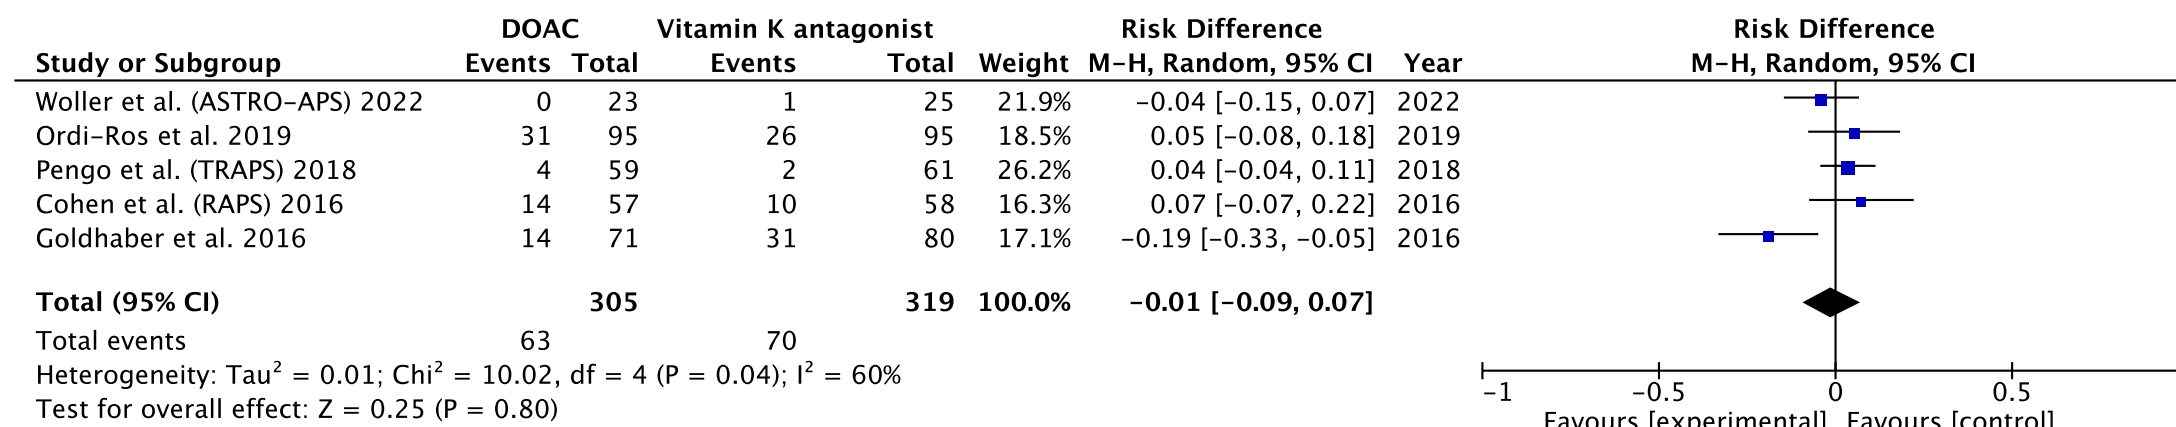 DOAC Vitamin K antagonist Risk Difference Risk Difference
Study or Subgroup Events Total Events Total Weight M-H, Random, 95% CI Year M-H, Random, 95% CI
Woller et al. (ASTRO-APS) 2022 0 23 1 25 21.9% -0.04 [-0.15, 0.07] 2022
Ordi-Ros et al. 2019 31 95 26 95 18.5% 0.05 [-0.08, 0.18] 2019
Pengo et al. (TRAPS) 2018 4 59 2 61 26.2% 0.04 [-0.04, 0.11] 2018
Cohen et al. (RAPS) 2016 14 57 10 58 16.3% 0.07 [-0.07, 0.22] 2016
Goldhaber et al. 2016 14 71 31 80 17.1% -0.19 [-0.33, -0.05] 2016
Total (95% CI) 305 319 100.0% -0.01 [-0.09, 0.07]
Total events 63 70
Heterogeneity: Tau² = 0.01; Chi² = 10.02, df = 4 (P = 0.04); I² = 60%
Test for overall effect: Z = 0.25 (P = 0.80)
-1 -0.5 0 0.5
Favours [experimental] Favours [control]